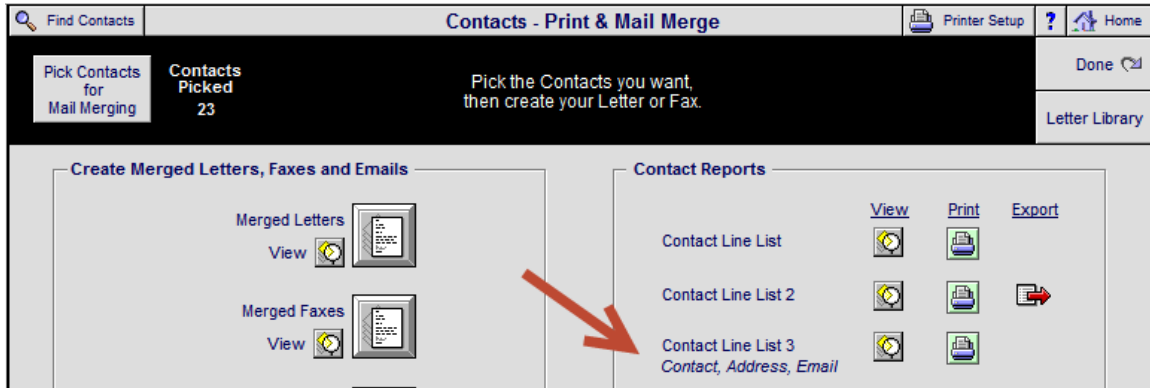 Find Contacts
Contacts - Print & Mail Merge
Printer Setup
?
Home
Pick Contacts
for
Mail Merging
Contacts
Picked
23
Pick the Contacts you want,
then create your Letter or Fax.
Done
Letter Library
Create Merged Letters, Faxes and Emails
Merged Letters
View
Merged Faxes
View
Contact Reports
View Print Export
Contact Line List
Contact Line List 2
Contact Line List 3
Contact, Address, Email